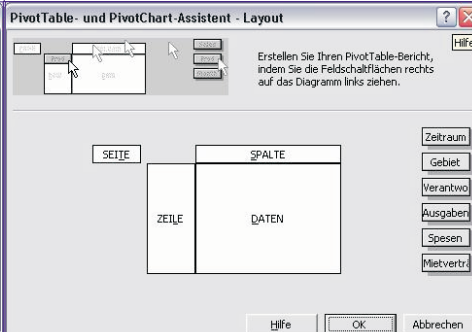 PivotTable- und PivotChart-Assistent - Layout
Hilfe
Erstellen Sie Ihren PivotTable-Bericht,
indem Sie die Feldschaltflächen rechts
auf das Diagramm links ziehen.
Zeitraum
SEITE
SPALTE
Gebiet
Verantwo
ZEILE
DATEN
Ausgaben
Spesen
Mietverträ
Hilfe
OK
Abbrechen